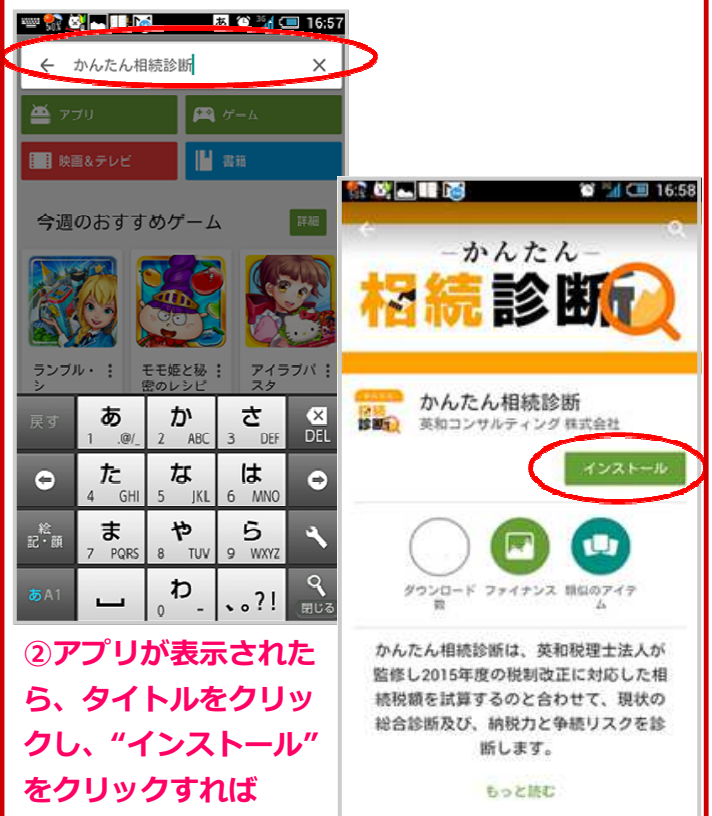 あ 36 16:57
かんたん相続診断
アプリ
ゲーム
映画&テレビ
書籍
今週のおすすめゲーム
詳細
ランブル・
シ
モモ姫と秘
密のレシピ
アイラブパ
スタ
戻す
あ
1 .@/_
か
2 ABC
さ
3 DEF
DEL
た
4 GHI
な
5 JKL
は
6 MNO
絵
記・顔
ま
7 PQRS
や
8 TUV
ら
9 WXYZ
あA1
わ
0 -
、。?!
閉じる
②アプリが表示された
ら、タイトルをクリッ
クし、“インストール”
をクリックすれば
16:58
-かんたん-
相続診断
かんたん相続診断
英和コンサルティング 株式会社
インストール
ダウンロード
数
ファイナンス
類似のアイテ
ム
かんたん相続診断は、英和税理士法人が
監修し2015年度の税制改正に対応した相
続税額を試算するのと合わせて、現状の
総合診断及び、納税力と争続リスクを診
断します。
もっと読む